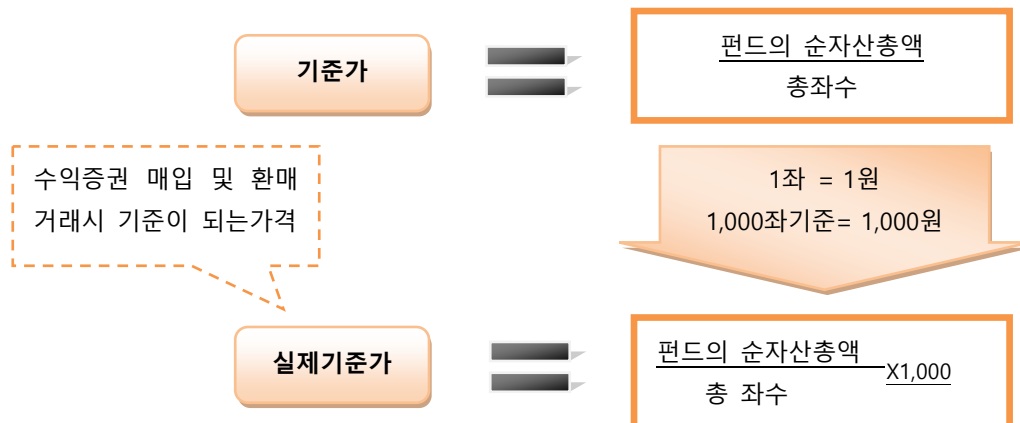 기준가
펀드의 순자산총액
총좌수
수익증권 매입 및 환매
거래시 기준이 되는가격
1좌 = 1원
1,000좌기준= 1,000원
실제기준가
펀드의 순자산총액
X1,000
총 좌수